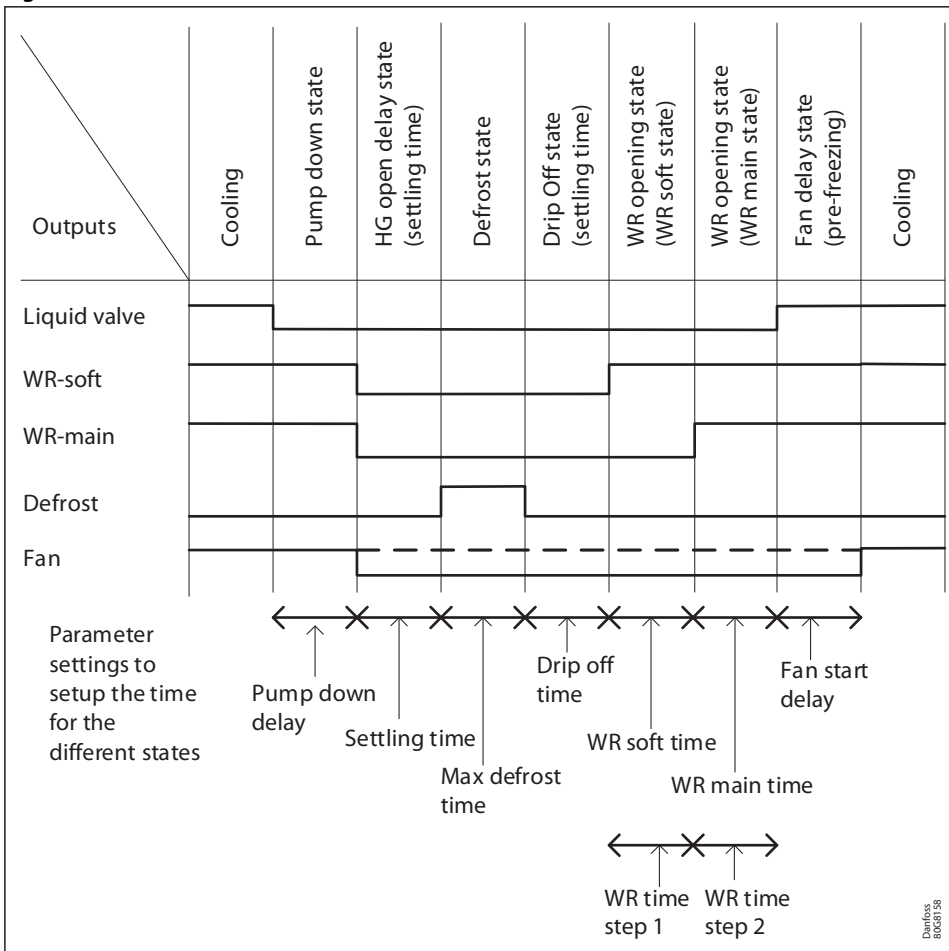 Outputs
Cooling
Pump down state
HG open delay state
(settling time)
Defrost state
Drip Off state
(settling time)
WR opening state
(WR soft state)
WR opening state
(WR main state)
Fan delay state
(pre-freezing)
Cooling
Liquid valve
WR-soft
WR-main
Defrost
Fan
Parameter
settings to
setup the time
for the
different states
Pump down
delay
Settling time
Max defrost
time
Drip off
time
WR soft time
WR main time
Fan start
delay
WR time
step 1
WR time
step 2
Danfoss
80G8158